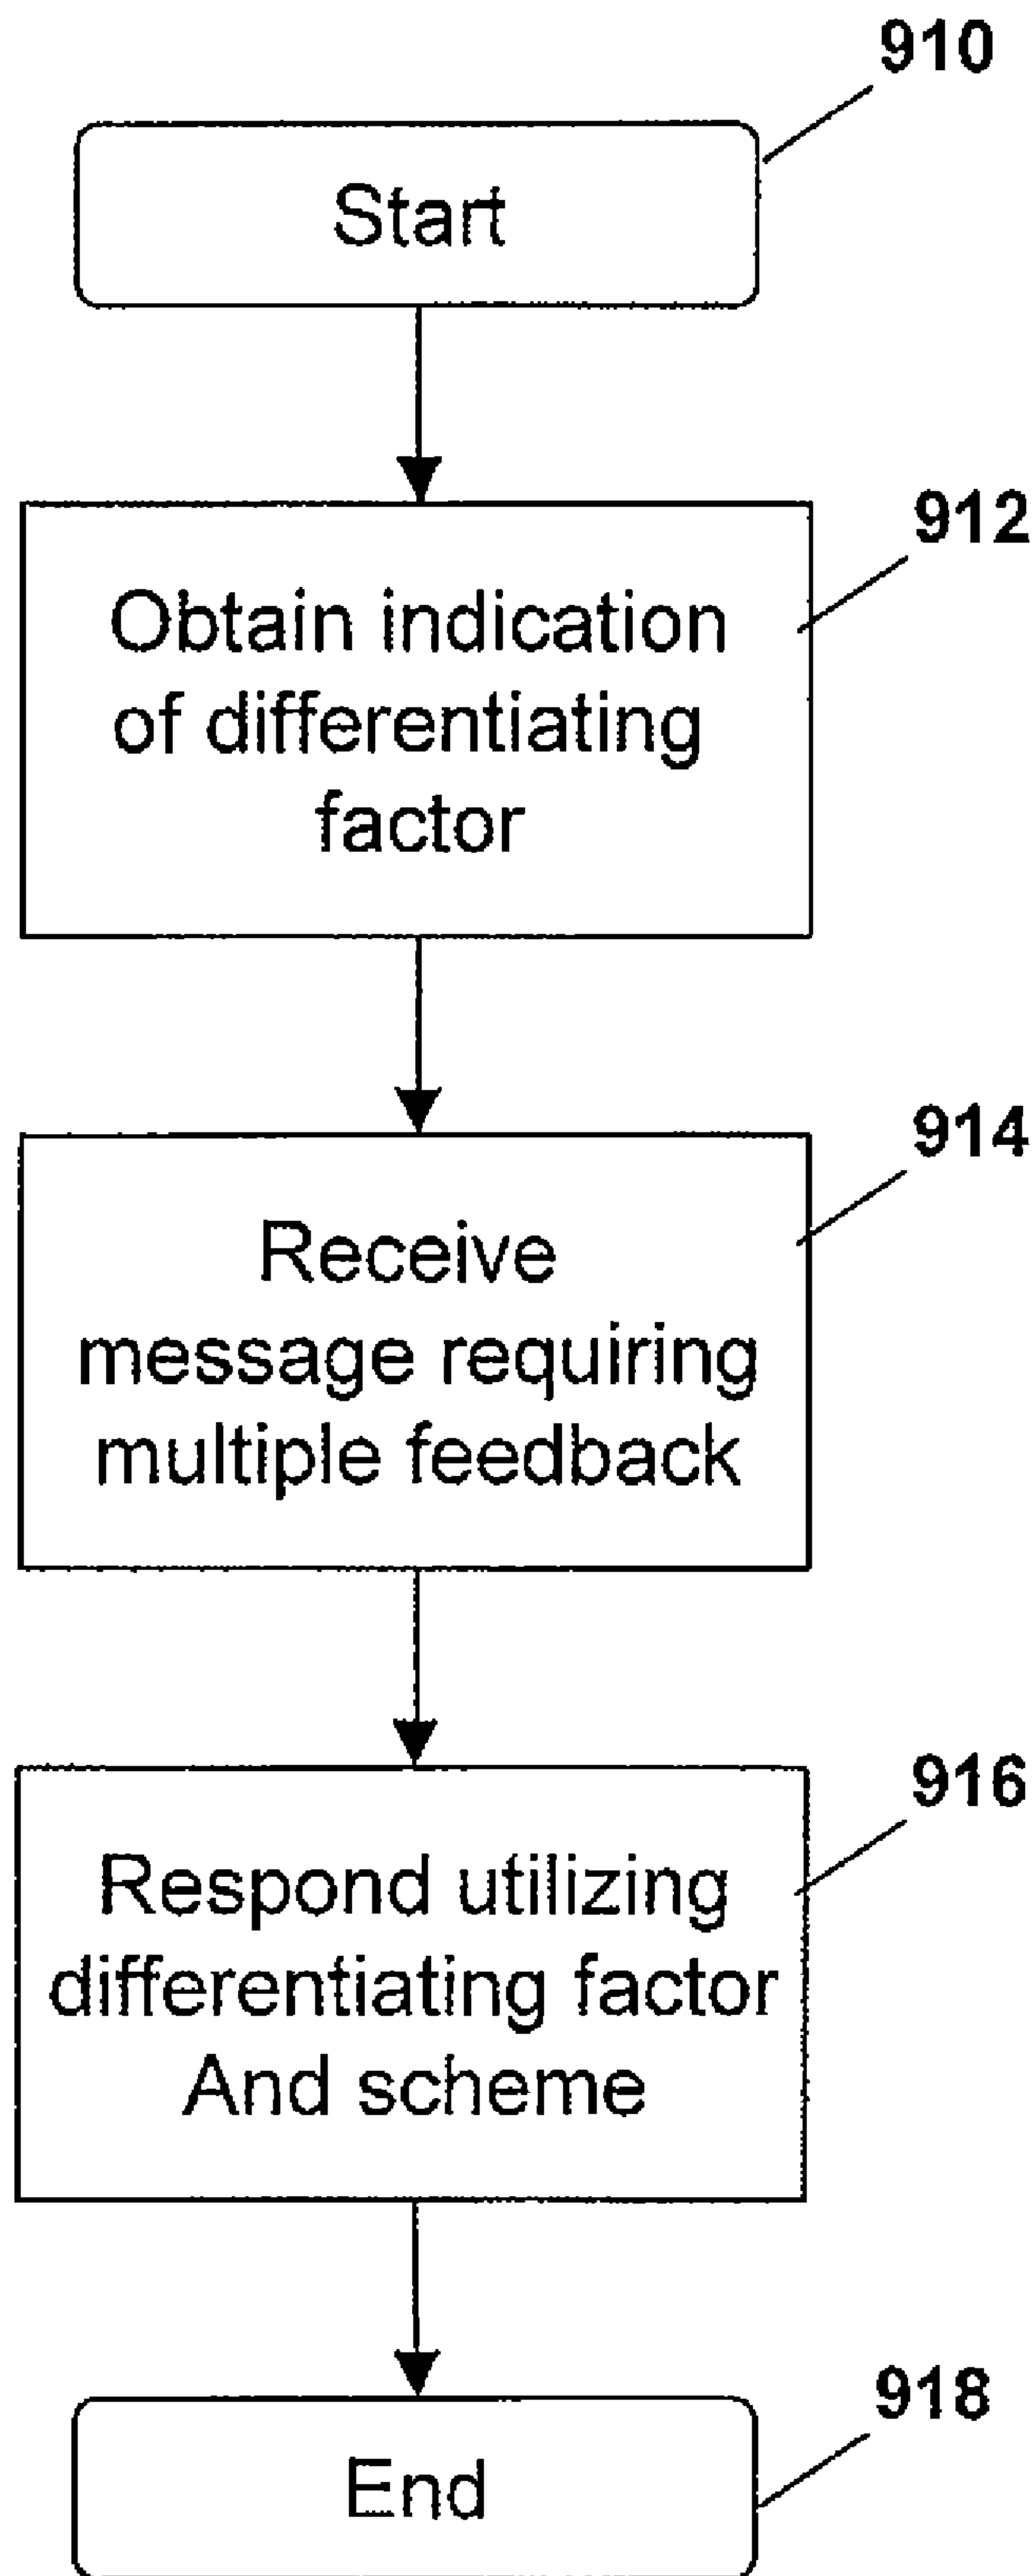 910
Start
912
Obtain indication
of differentiating
factor
914
Receive
message requiring
multiple feedback
916
Respond utilizing
differentiating factor
And scheme
918
End